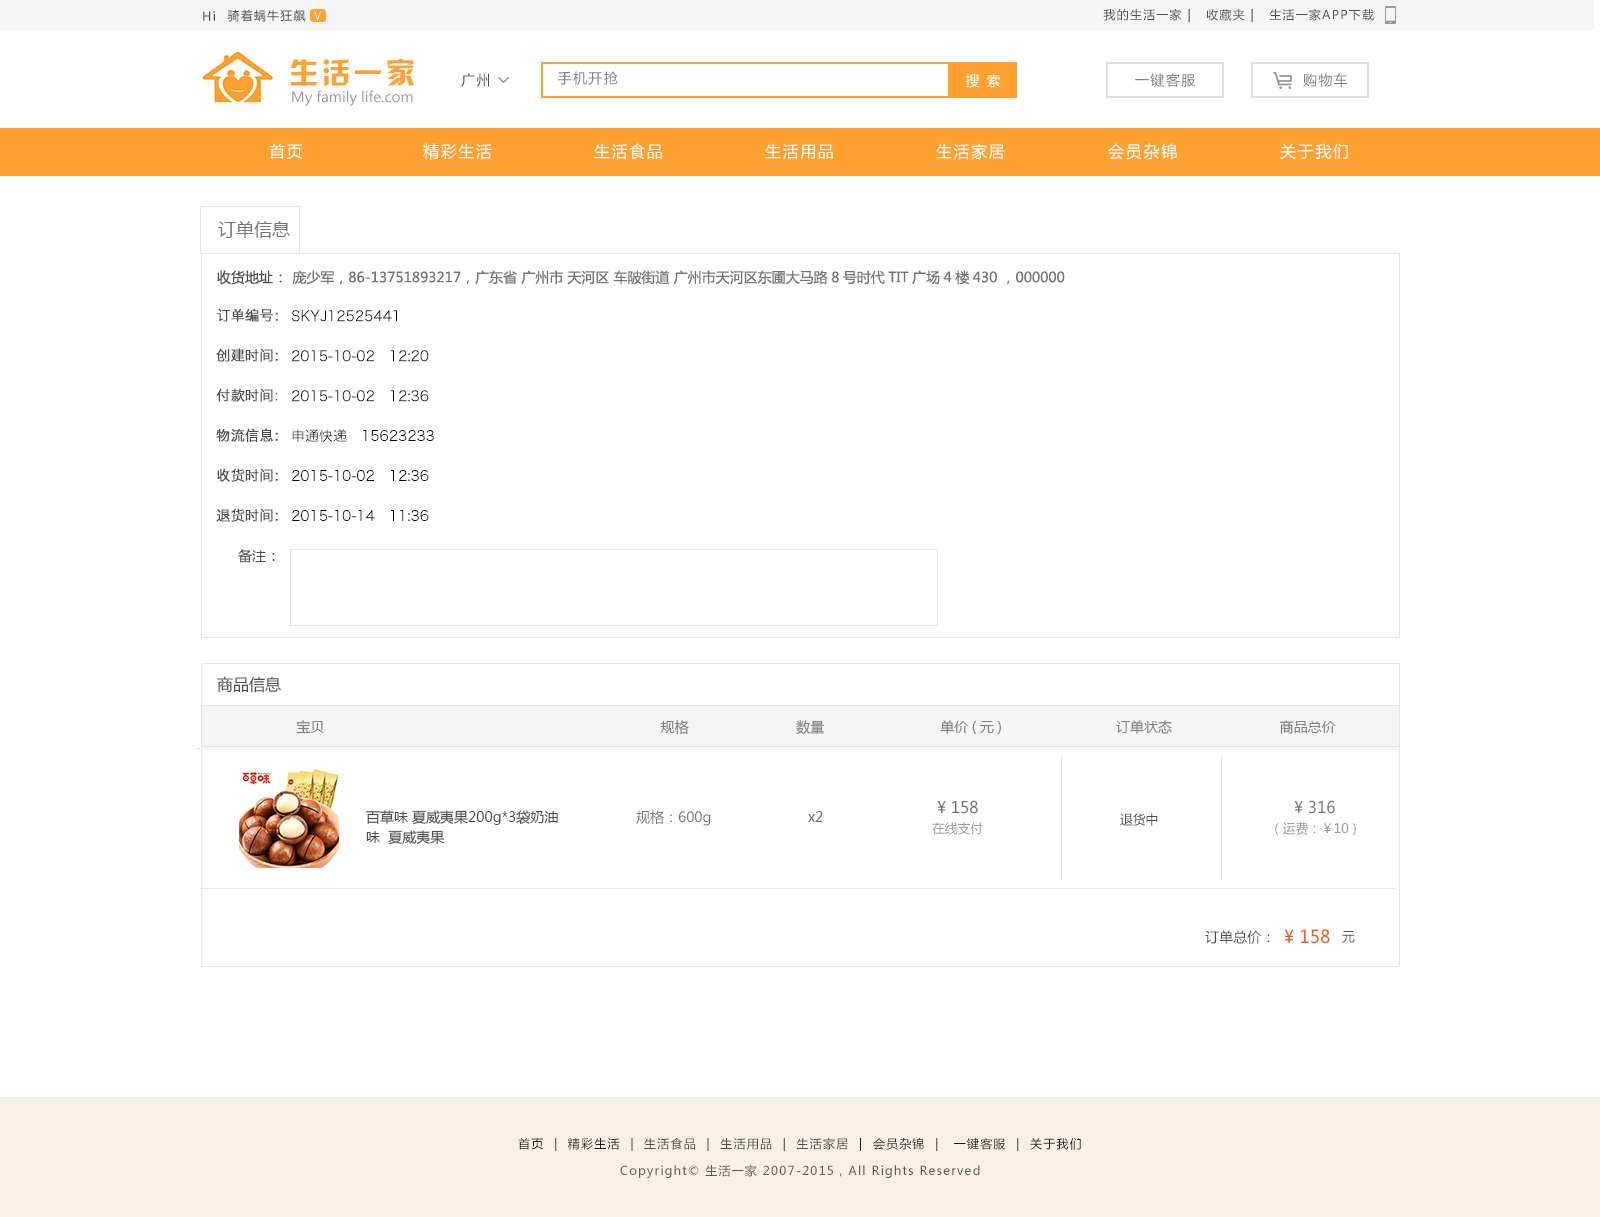 Hi 骑着蜗牛狂飙 V
我的生活一家 | 收藏夹 | 生活一家APP下载
生活一家
My family life.com
广州
手机开抢
搜 索
一键客服
购物车
首页 精彩生活 生活食品 生活用品 生活家居 会员杂锦 关于我们
订单信息
收货地址： 庞少军，86-13751893217，广东省 广州市 天河区 车陂街道 广州市天河区东圃大马路 8 号时代 TIT 广场 4 楼 430 ，000000
订单编号： SKYJ12525441
创建时间： 2015-10-02 12:20
付款时间： 2015-10-02 12:36
物流信息： 申通快递 15623233
收货时间： 2015-10-02 12:36
退货时间： 2015-10-14 11:36
备注：
商品信息
宝贝 规格 数量 单价 ( 元 ) 订单状态 商品总价
百草味
百草味 夏威夷果200g*3袋奶油
味 夏威夷果
规格：600g
x2
¥ 158
在线支付
退货中
¥ 316
( 运费：¥10 )
订单总价： ¥ 158 元
首页 | 精彩生活 | 生活食品 | 生活用品 | 生活家居 | 会员杂锦 | 一键客服 | 关于我们
Copyright© 生活一家 2007-2015，All Rights Reserved